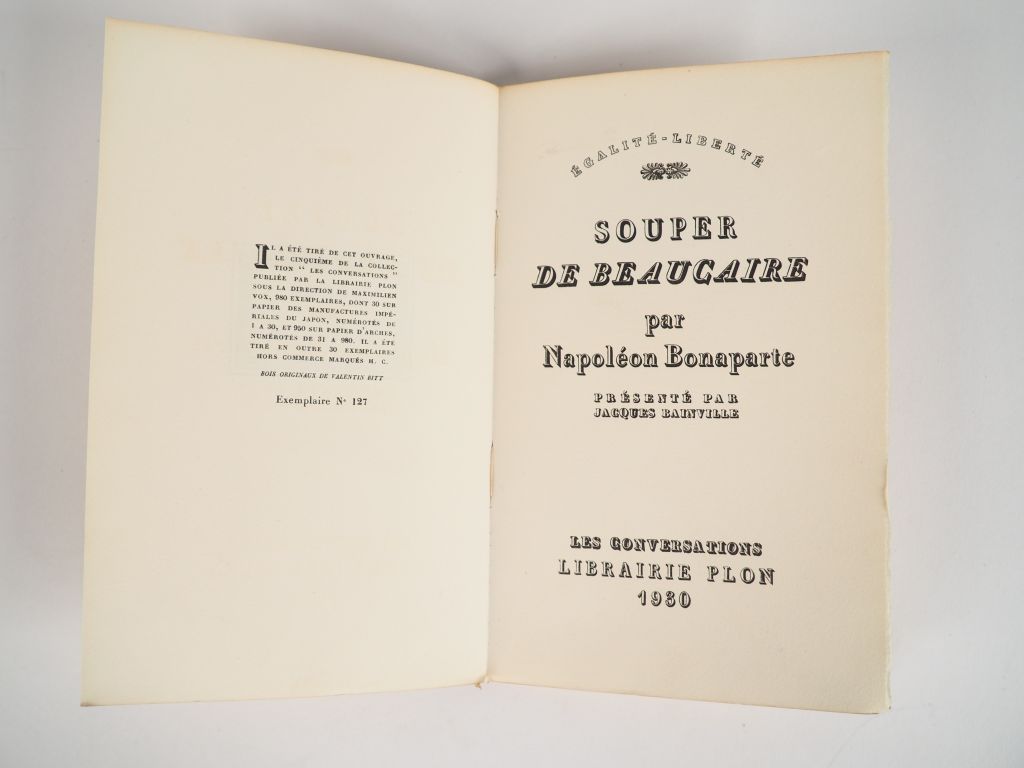 IL A ÉTÉ TIRÉ DE CET OUVRAGE,
LE CINQUIÈME DE LA COLLEC-
TION " LES CONVERSATIONS "
PUBLIÉE PAR LA LIBRAIRIE PLON
SOUS LA DIRECTION DE MAXIMILIEN
VOX, 980 EXEMPLAIRES, DONT 30 SUR
PAPIER DES MANUFACTURES IMPÉ-
RIALES DU JAPON, NUMÉROTÉS DE
1 A 30, ET 950 SUR PAPIER D'ARCHES,
NUMÉROTÉS DE 31 A 980. IL A ÉTÉ
TIRÉ EN OUTRE 30 EXEMPLAIRES
HORS COMMERCE MARQUÉS H. C.
BOIS ORIGINAUX DE VALENTIN BITT
Exemplaire No 127
ÉGALITÉ-LIBERTÉ
SOUPER
DE BEAUCAIRE
par
Napoléon Bonaparte
PRÉSENTÉ PAR
JACQUES BAINVILLE
LES CONVERSATIONS
LIBRAIRIE PLON
1930